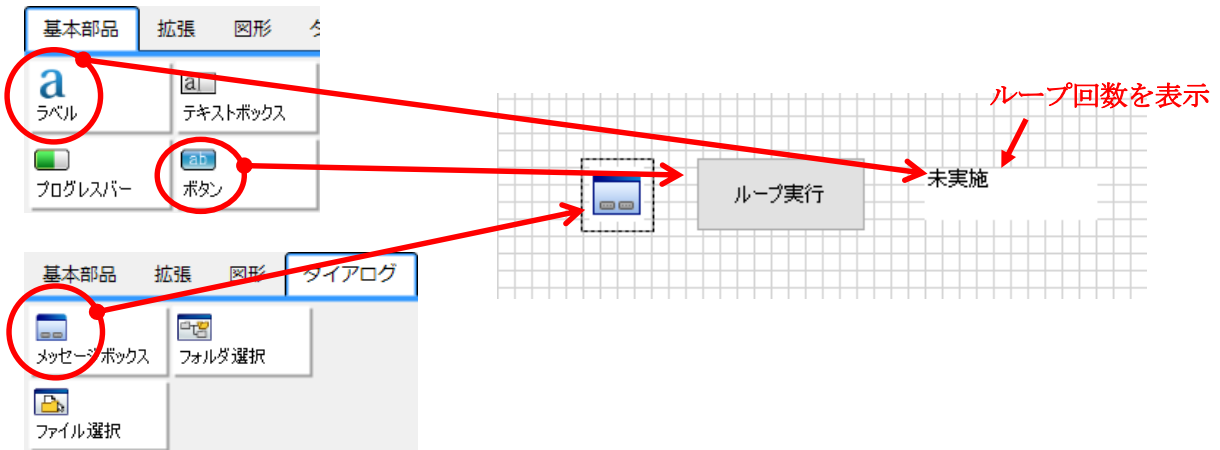 基本部品 拡張 図形
a
ラベル
a
テキストボックス
プログレスバー
ab
ボタン
ループ回数を表示
ループ実行
未実施
基本部品 拡張 図形 ダイアログ
メッセージボックス
フォルダ選択
ファイル選択